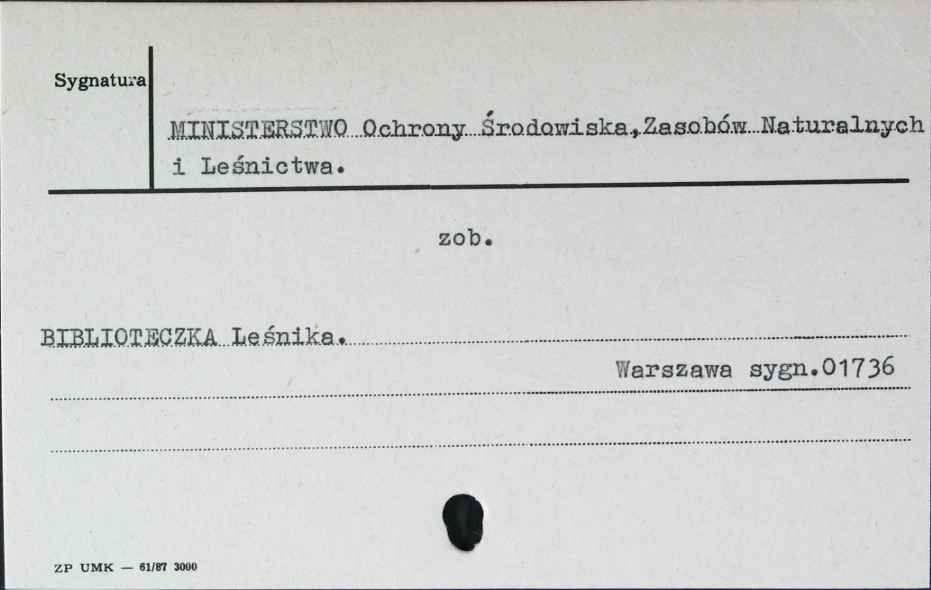 Sygnatura
MINISTERSTWO Ochrony Środowiska,Zasobów Naturalnych
i Leśnictwa.
zob.
BIBLIOTECZKA Leśnika.
Warszawa sygn.01736
ZP UMK — 61/87 3000